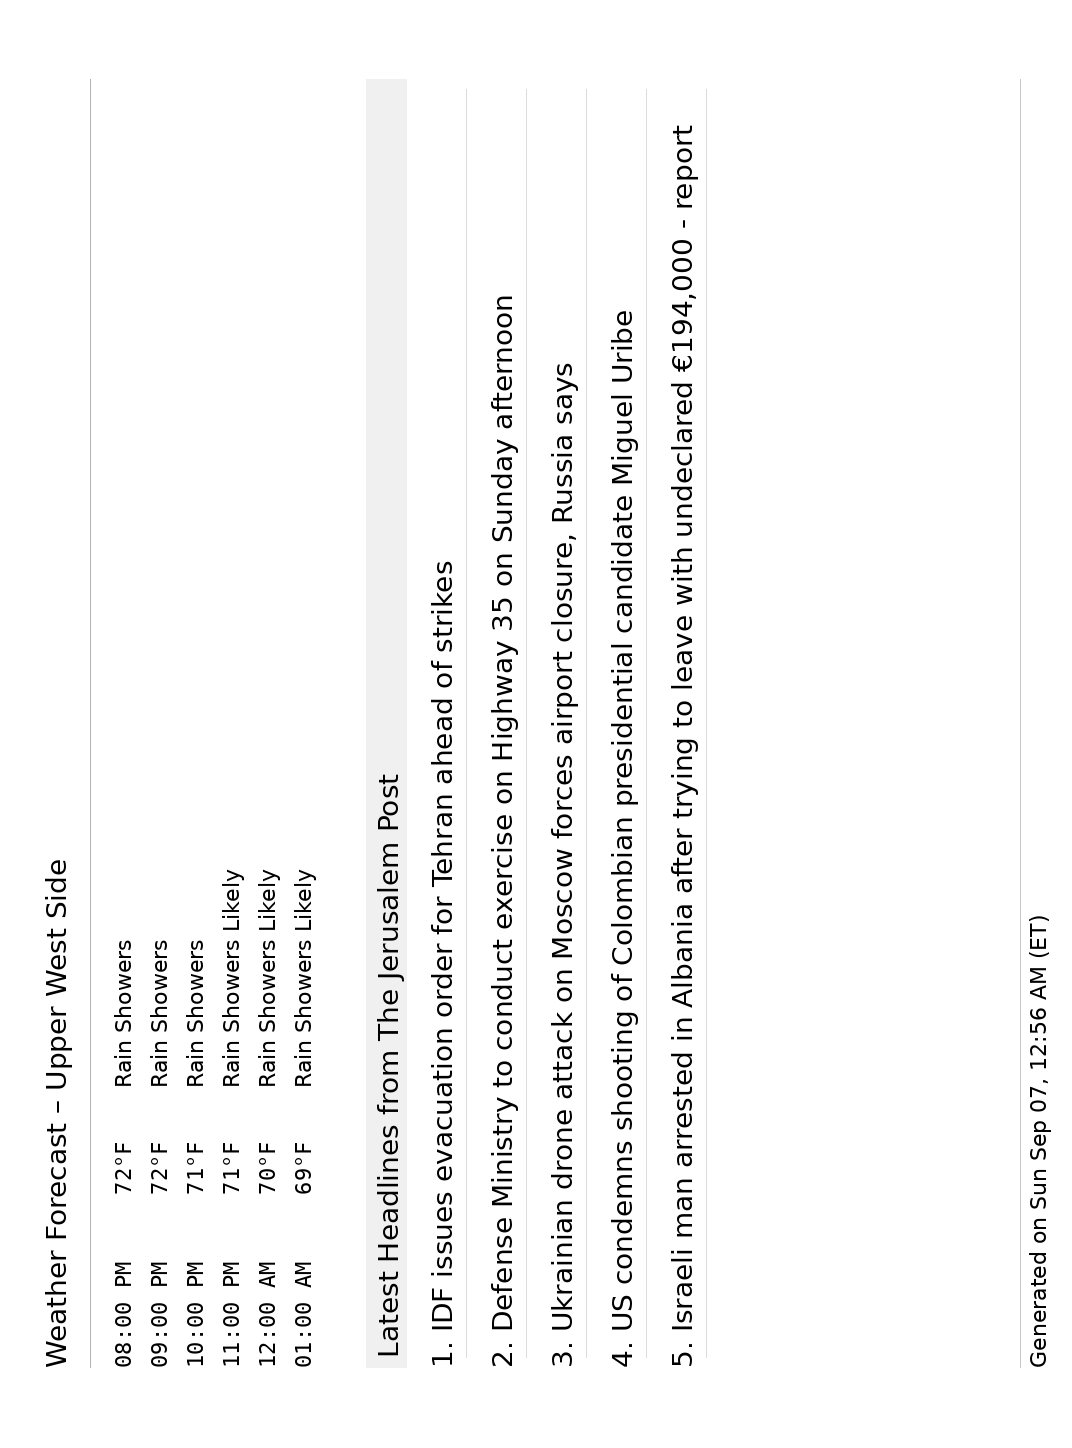 Weather Forecast – Upper West Side
08:00 PM 72°F Rain Showers
09:00 PM 72°F Rain Showers
10:00 PM 71°F Rain Showers
11:00 PM 71°F Rain Showers Likely
12:00 AM 70°F Rain Showers Likely
01:00 AM 69°F Rain Showers Likely
Latest Headlines from The Jerusalem Post
1. IDF issues evacuation order for Tehran ahead of strikes
2. Defense Ministry to conduct exercise on Highway 35 on Sunday afternoon
3. Ukrainian drone attack on Moscow forces airport closure, Russia says
4. US condemns shooting of Colombian presidential candidate Miguel Uribe
5. Israeli man arrested in Albania after trying to leave with undeclared €194,000 - report
Generated on Sun Sep 07, 12:56 AM (ET)